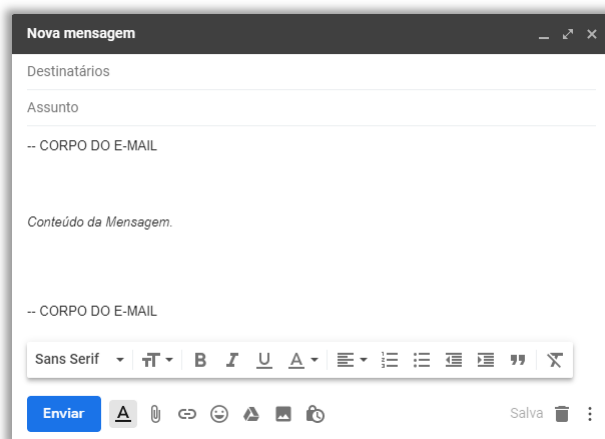 Nova mensagem
Destinatários
Assunto
-- CORPO DO E-MAIL
Conteúdo da Mensagem.
-- CORPO DO E-MAIL
Sans Serif
Enviar Salva